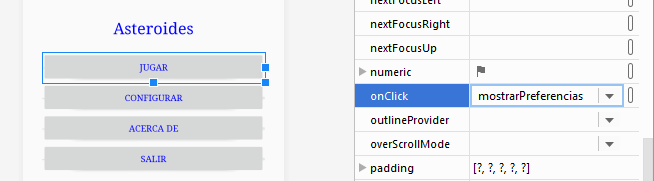 Asteroides
JUGAR
CONFIGURAR
ACERCA DE
SALIR
nextFocusLeft
nextFocusRight
nextFocusUp
numeric
onClick mostrarPreferencias
outlineProvider
overScrollMode
padding [?, ?, ?, ?, ?]